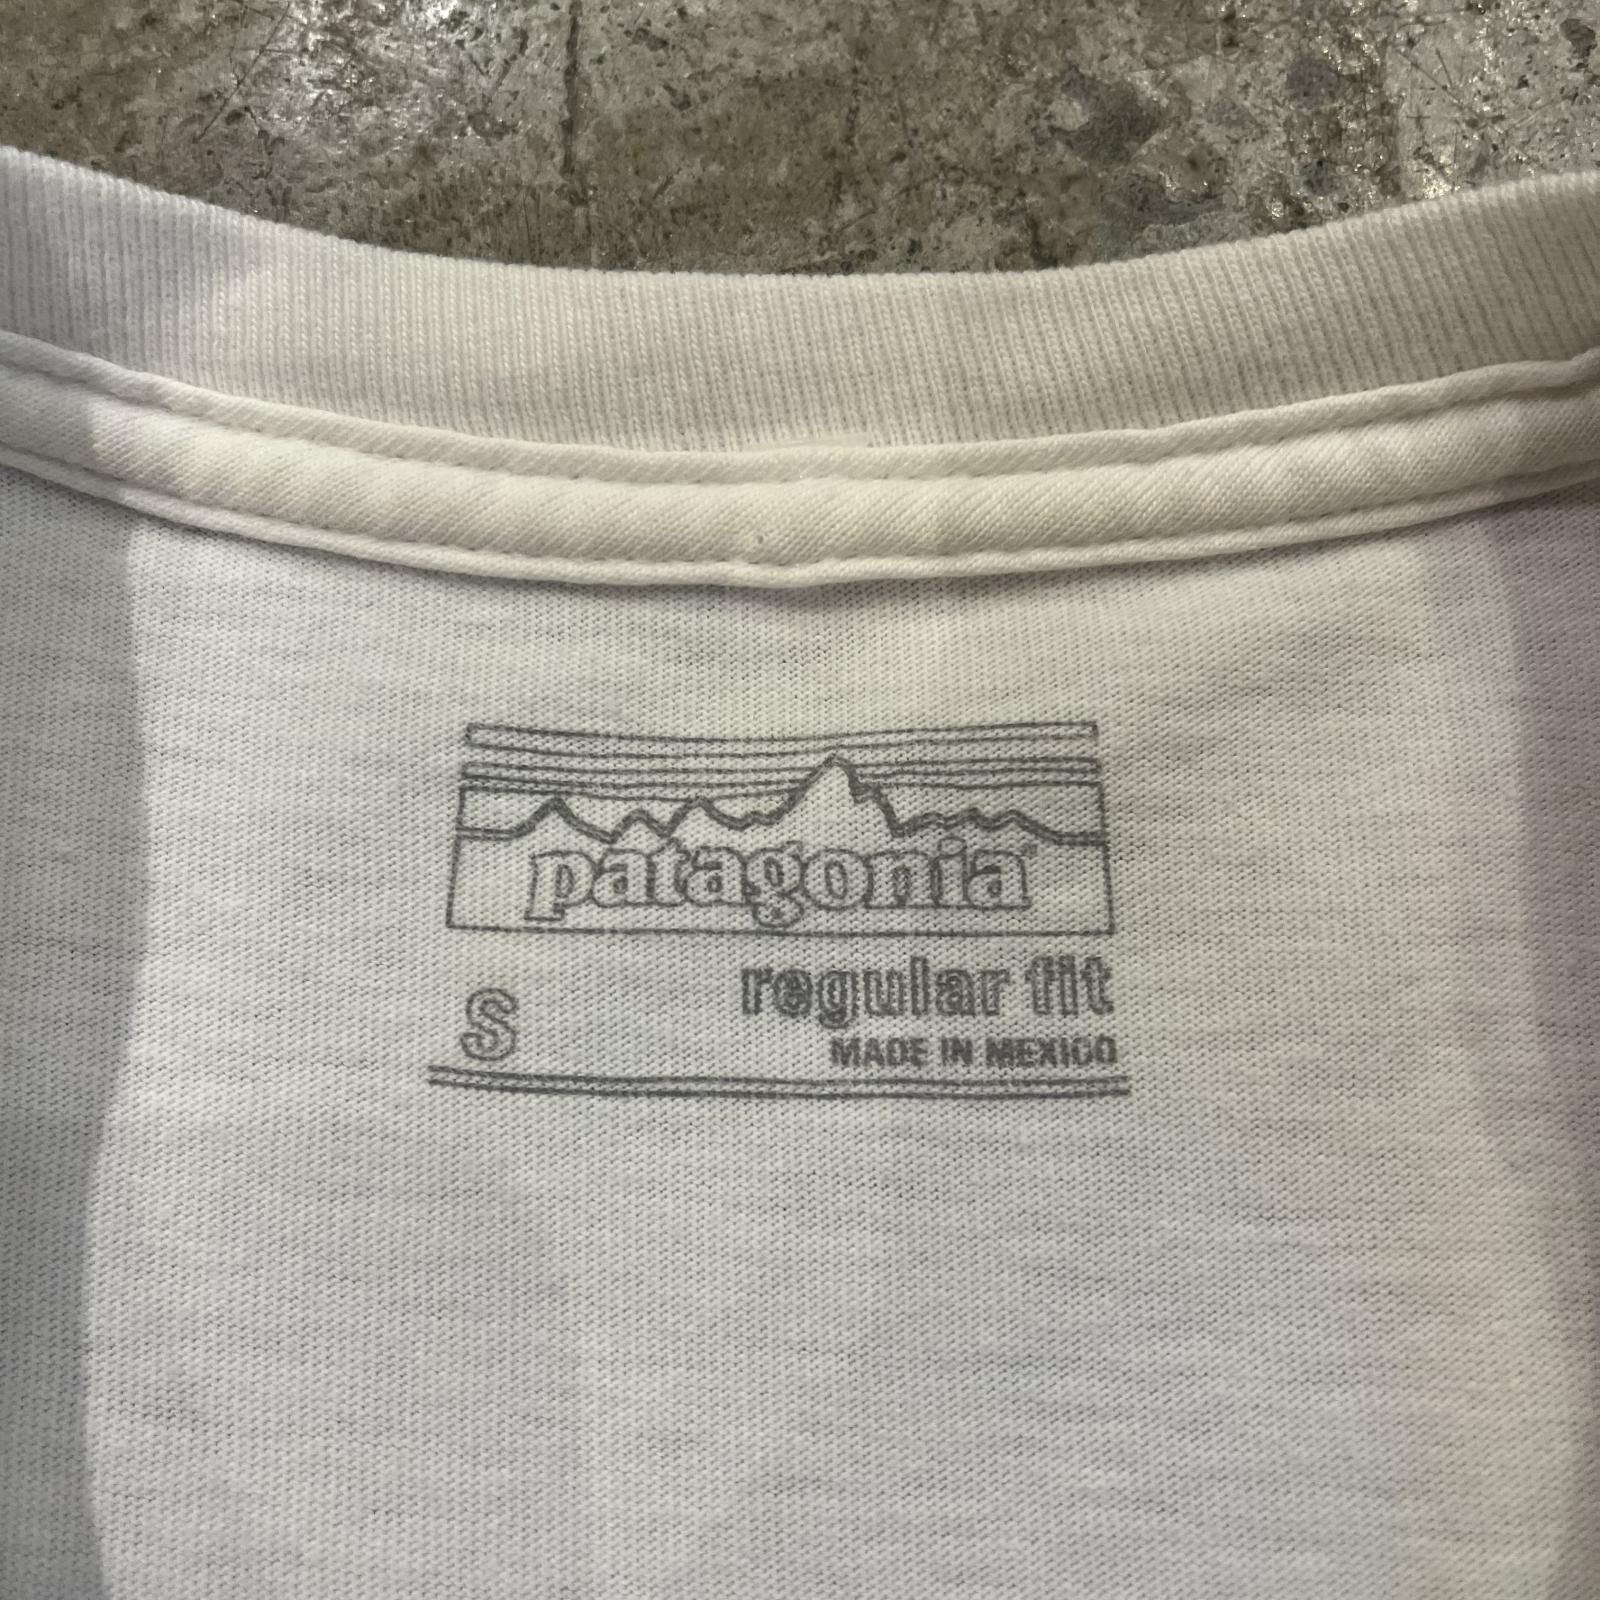 patagonia
regular fit
S
MADE IN MEXICO